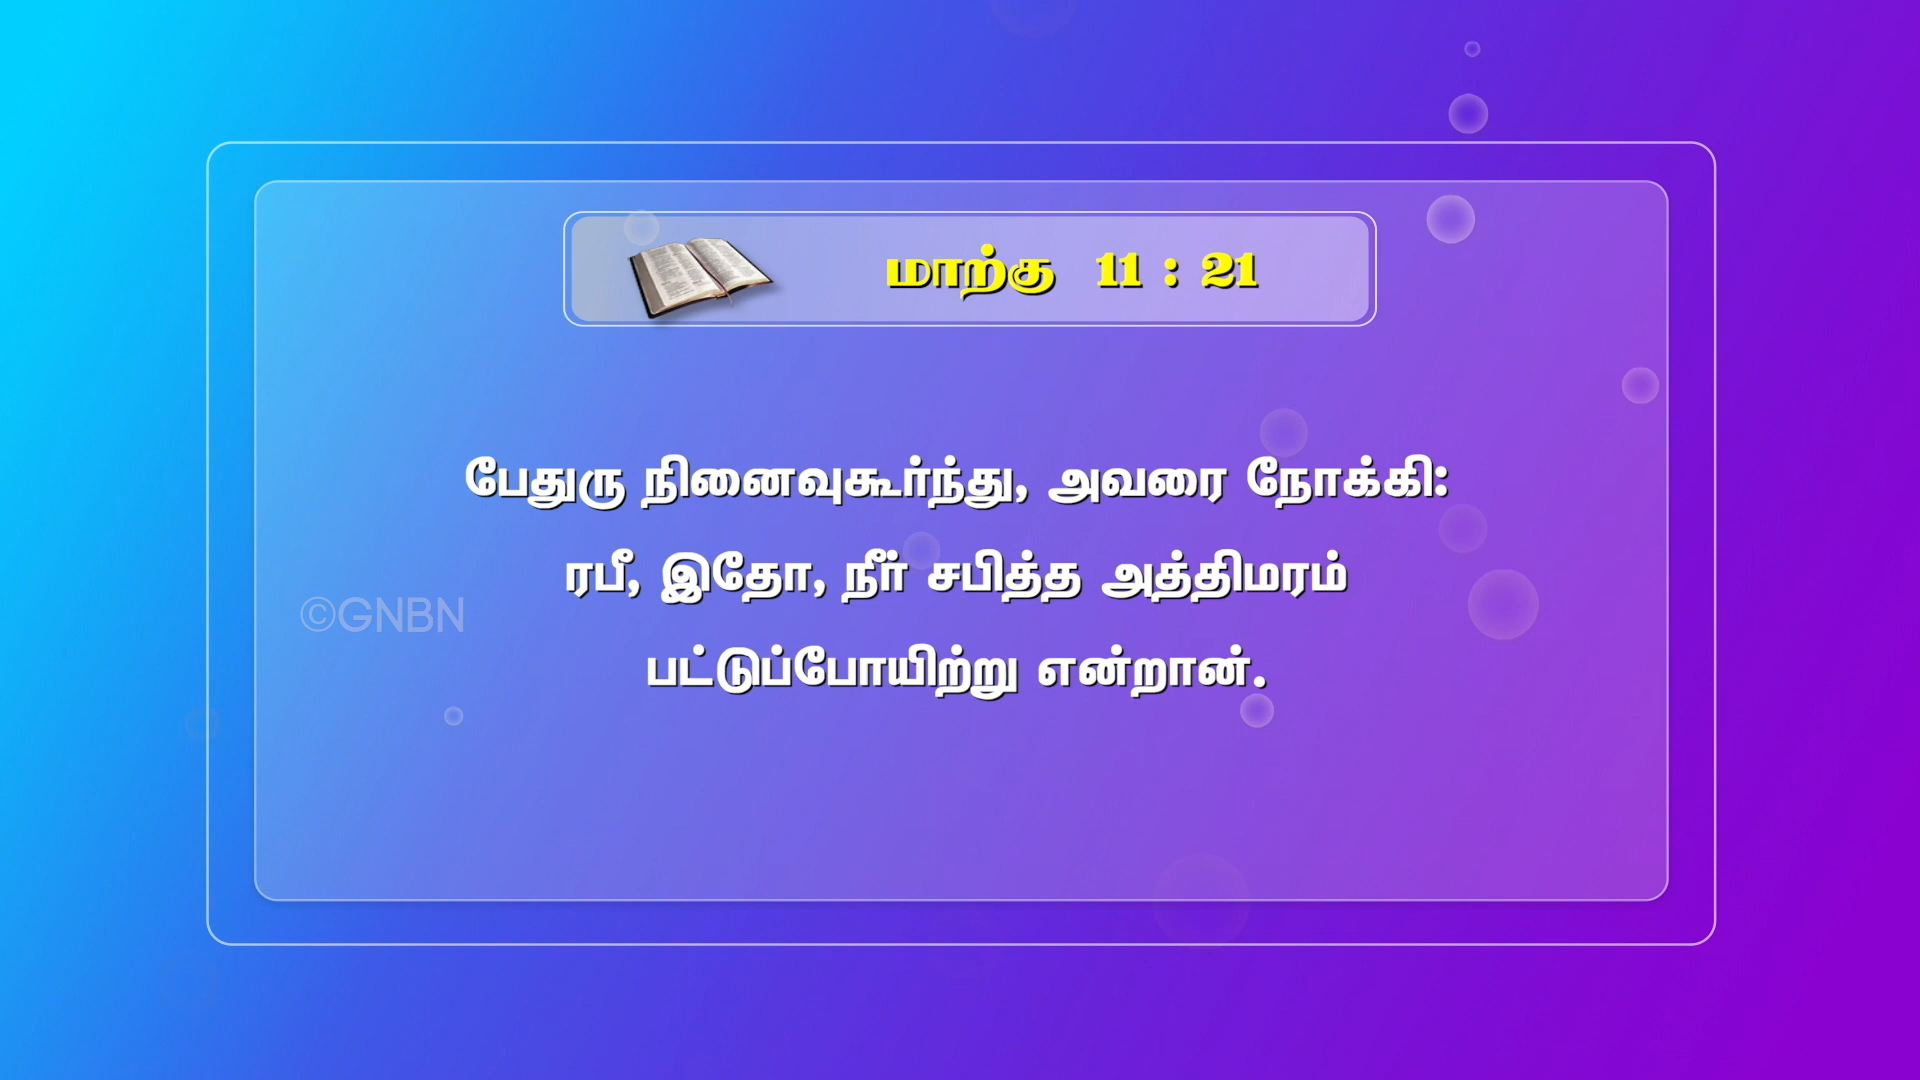 மாற்கு 11 : 21
பேதுரு நினைவுகூர்ந்து, அவரை நோக்கி:
ரபீ, இதோ, நீர் சபித்த அத்திமரம்
பட்டுப்போயிற்று என்றான்.
©GNBN